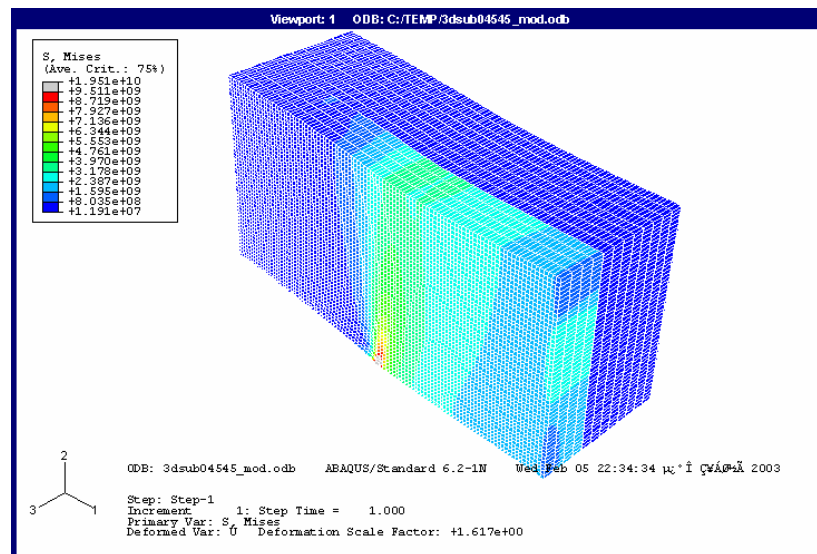 Viewport: 1 ODB: C:/TEMP/3dsub04545_mod.odb
S, Mises
(Ave. Crit.: 75%)
+1.951e+10
+9.511e+09
+8.719e+09
+7.927e+09
+7.136e+09
+6.344e+09
+5.553e+09
+4.761e+09
+3.970e+09
+3.178e+09
+2.387e+09
+1.595e+09
+8.035e+08
+1.191e+07
2
3
1
ODB: 3dsub04545_mod.odb ABAQUS/Standard 6.2-1N Wed Feb 05 22:34:34 2003
Step: Step-1
Increment 1: Step Time = 1.000
Primary Var: S, Mises
Deformed Var: U Deformation Scale Factor: +1.617e+00